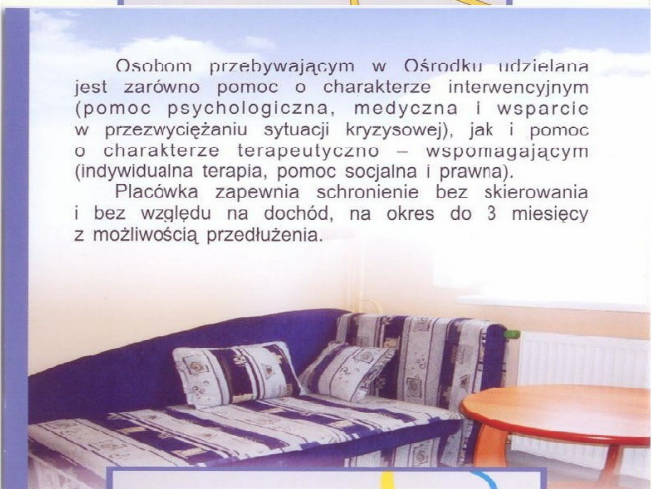 Osobom przebywającym w Ośrodku udzielana
jest zarówno pomoc o charakterze interwencyjnym
(pomoc psychologiczna, medyczna i wsparcie
w przezwyciężaniu sytuacji kryzysowej), jak i pomoc
o charakterze terapeutyczno – wspomagającym
(indywidualna terapia, pomoc socjalna i prawna).
Placówka zapewnia schronienie bez skierowania
i bez względu na dochód, na okres do 3 miesięcy
z możliwością przedłużenia.